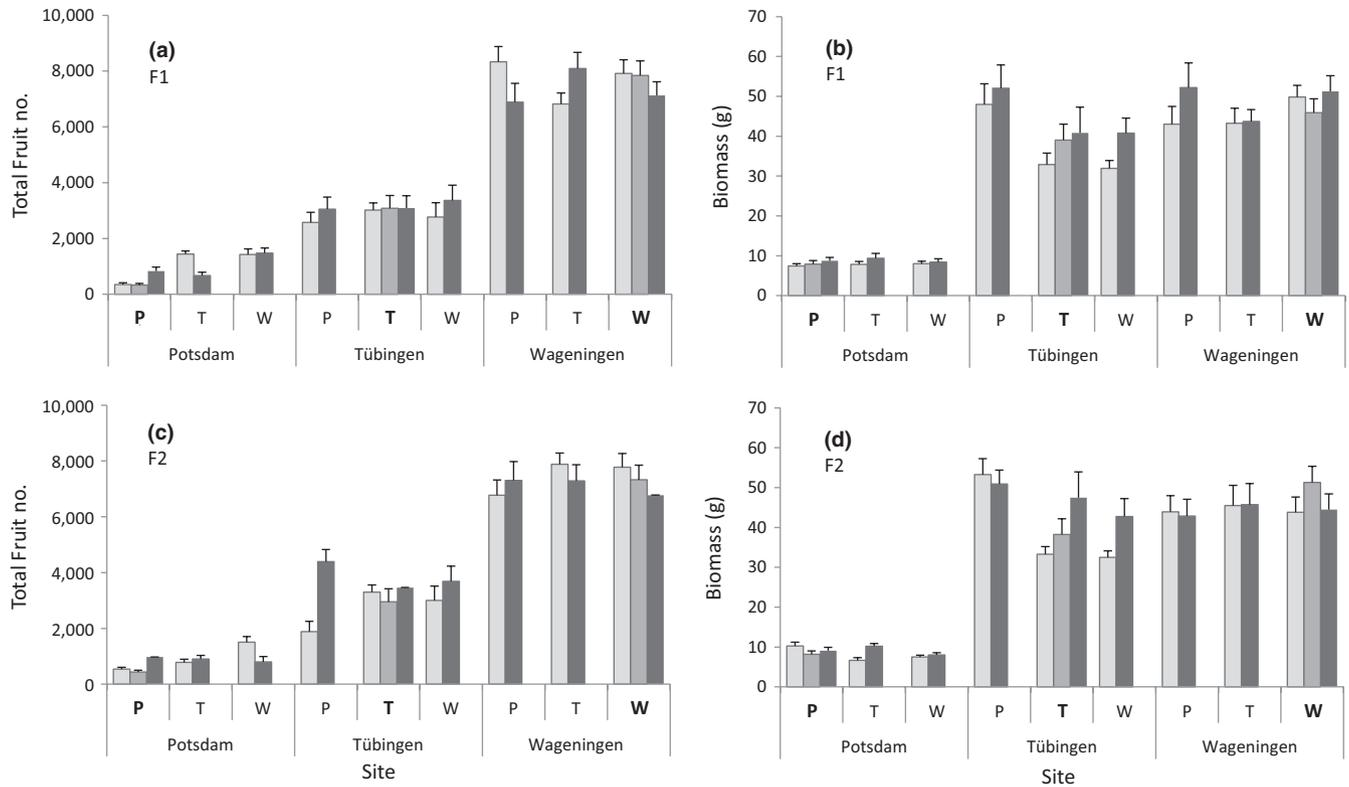 (a)
F1
Total Fruit no.
10,000
8,000
6,000
4,000
2,000
0
P T W P T W P T W
Potsdam Tübingen Wageningen
(b)
F1
Biomass (g)
70
60
50
40
30
20
10
0
P T W P T W P T W
Potsdam Tübingen Wageningen
(c)
F2
Total Fruit no.
10,000
8,000
6,000
4,000
2,000
0
P T W P T W P T W
Potsdam Tübingen Wageningen
Site
(d)
F2
Biomass (g)
70
60
50
40
30
20
10
0
P T W P T W P T W
Potsdam Tübingen Wageningen
Site